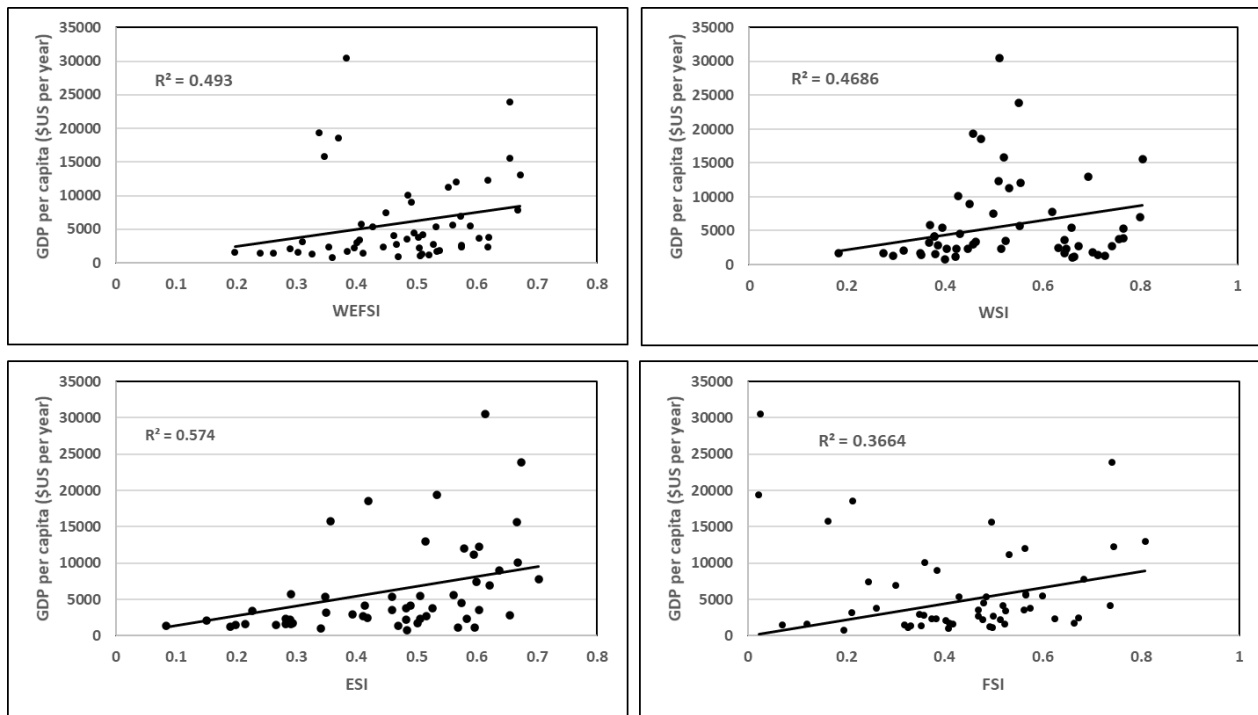 GDP per capita ($US per year)
35000
30000
25000
20000
15000
10000
5000
0
R² = 0.493
0 0.1 0.2 0.3 0.4 0.5 0.6 0.7 0.8
WEFSI
GDP per capita ($US per year)
35000
30000
25000
20000
15000
10000
5000
0
R² = 0.4686
0 0.2 0.4 0.6 0.8 1
WSI
GDP per capita ($US per year)
35000
30000
25000
20000
15000
10000
5000
0
R² = 0.574
0 0.1 0.2 0.3 0.4 0.5 0.6 0.7 0.8
ESI
GDP per capita ($US per year)
35000
30000
25000
20000
15000
10000
5000
0
R² = 0.3664
0 0.2 0.4 0.6 0.8 1
FSI